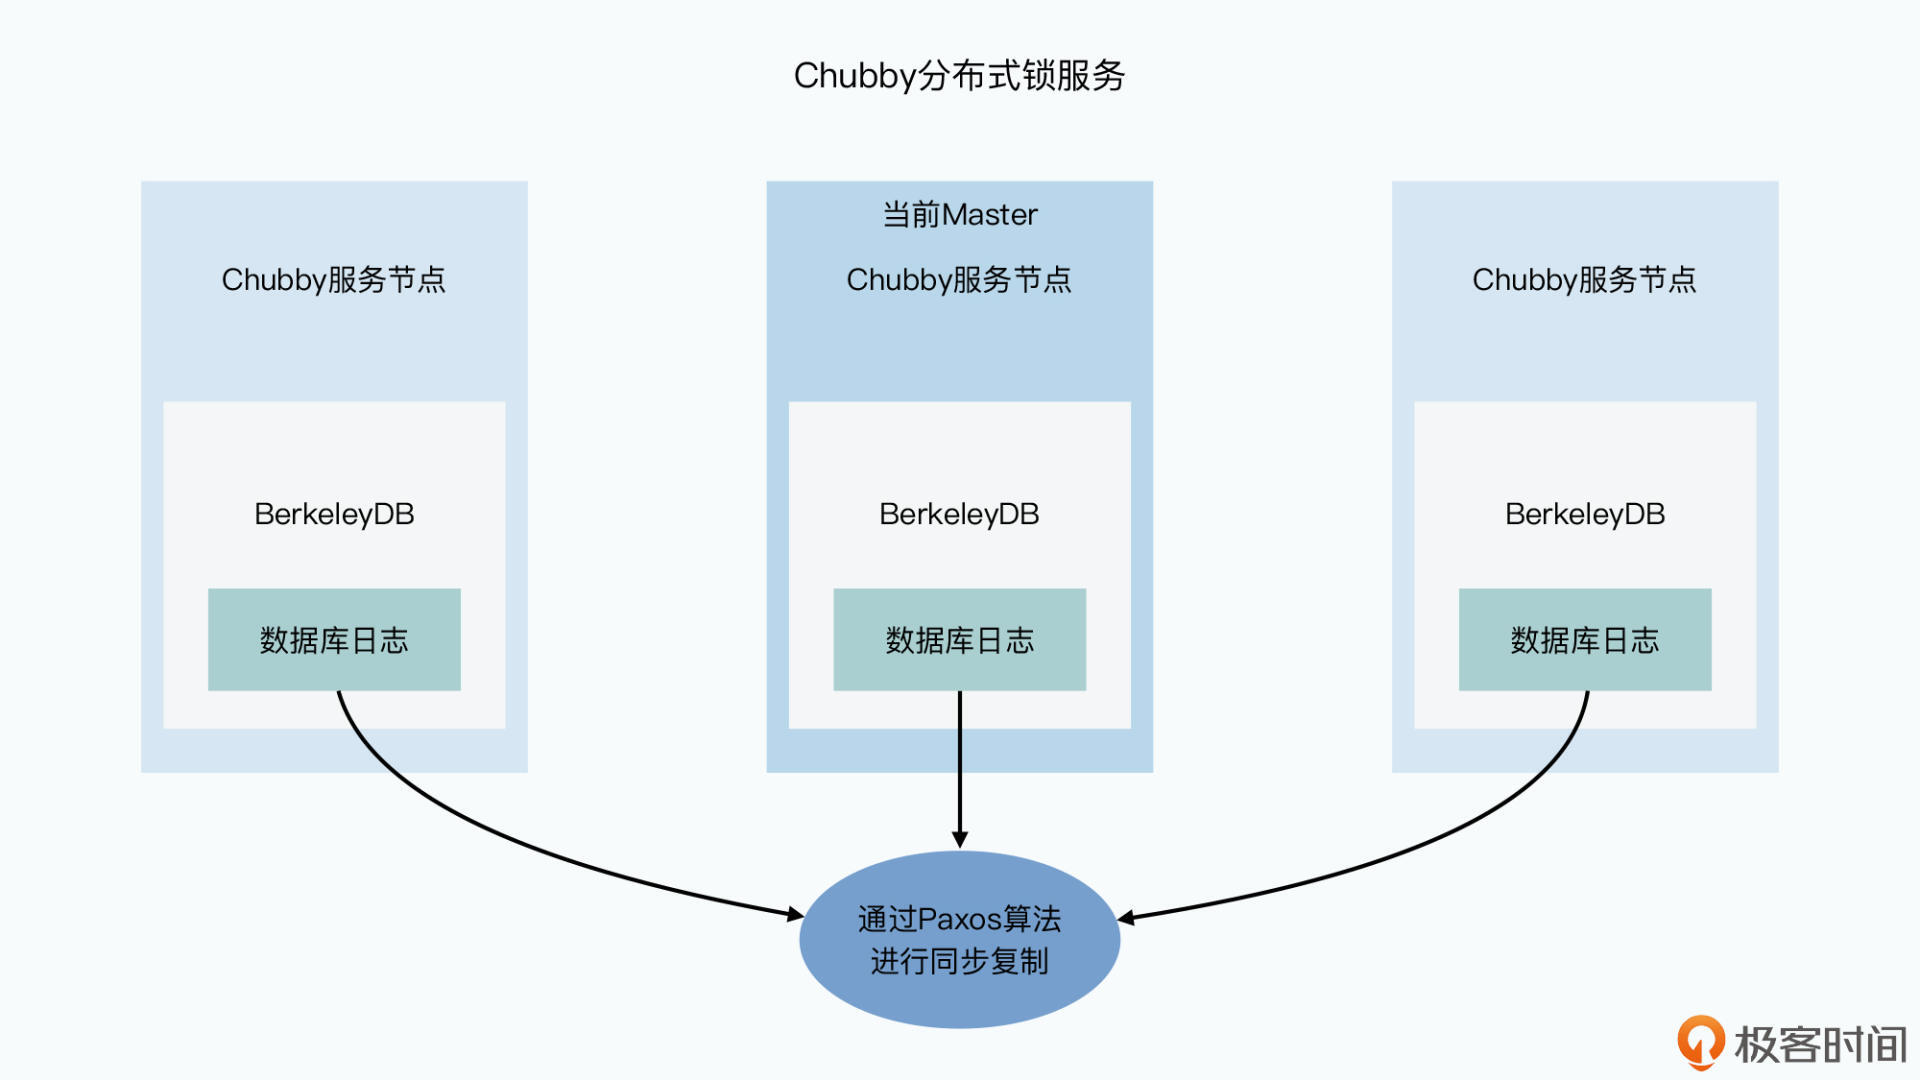 Chubby分布式锁服务
Chubby服务节点
BerkeleyDB
数据库日志
当前Master
Chubby服务节点
BerkeleyDB
数据库日志
Chubby服务节点
BerkeleyDB
数据库日志
通过Paxos算法
进行同步复制
极客时间